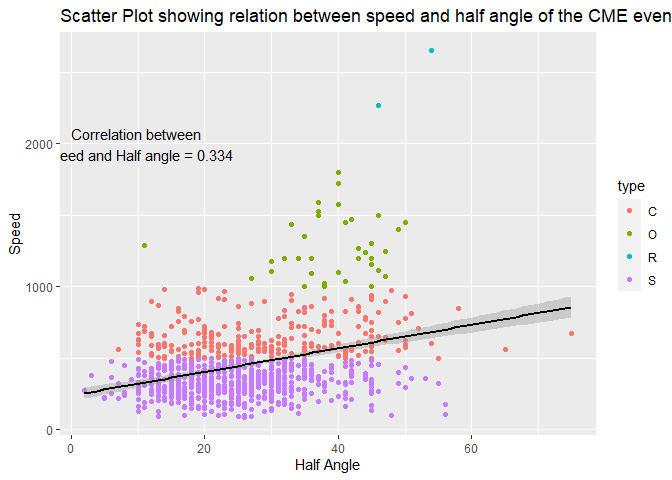 Scatter Plot showing relation between speed and half angle of the CME even
Correlation between
eed and Half angle = 0.334
2000
1000
0
Speed
0 20 40 60
Half Angle
type
C
O
R
S